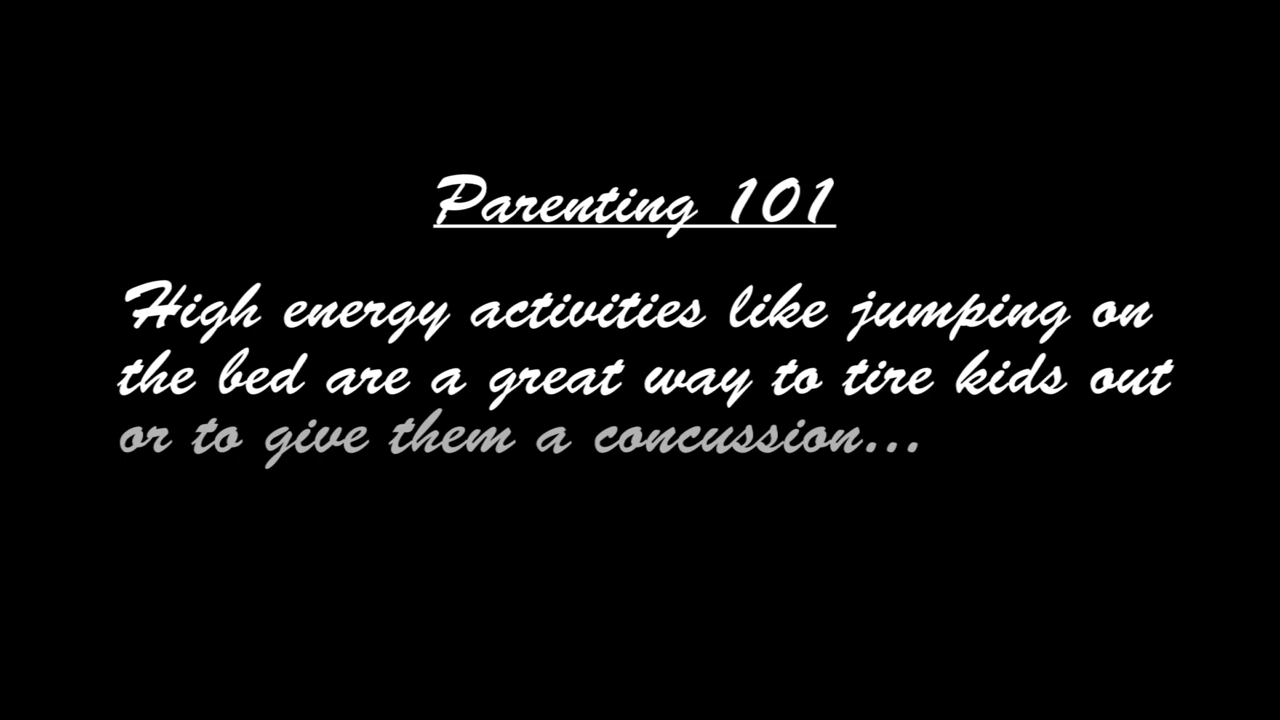 Parenting 101
High energy activities like jumping on
the bed are a great way to tire kids out
or to give them a concussion...